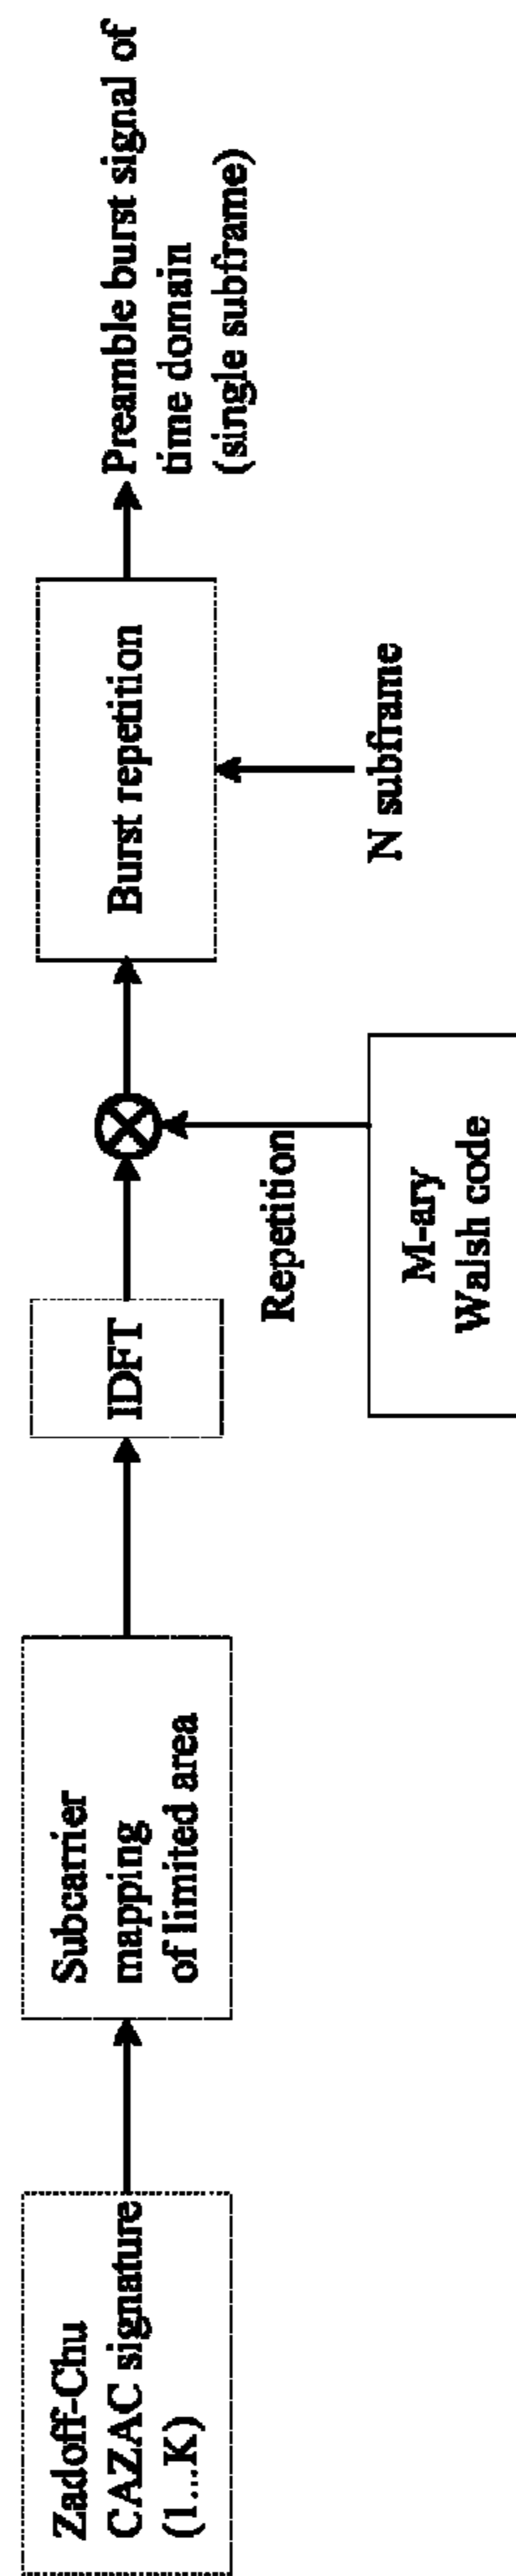 Zadoff-Chu
CAZAC signature
(1...K)
Subcarrier
mapping
of limited area
IDFT
Repetition
M-ary
Walsh code
Burst repetition
N subframe
Preamble burst signal of
time domain
(single subframe)